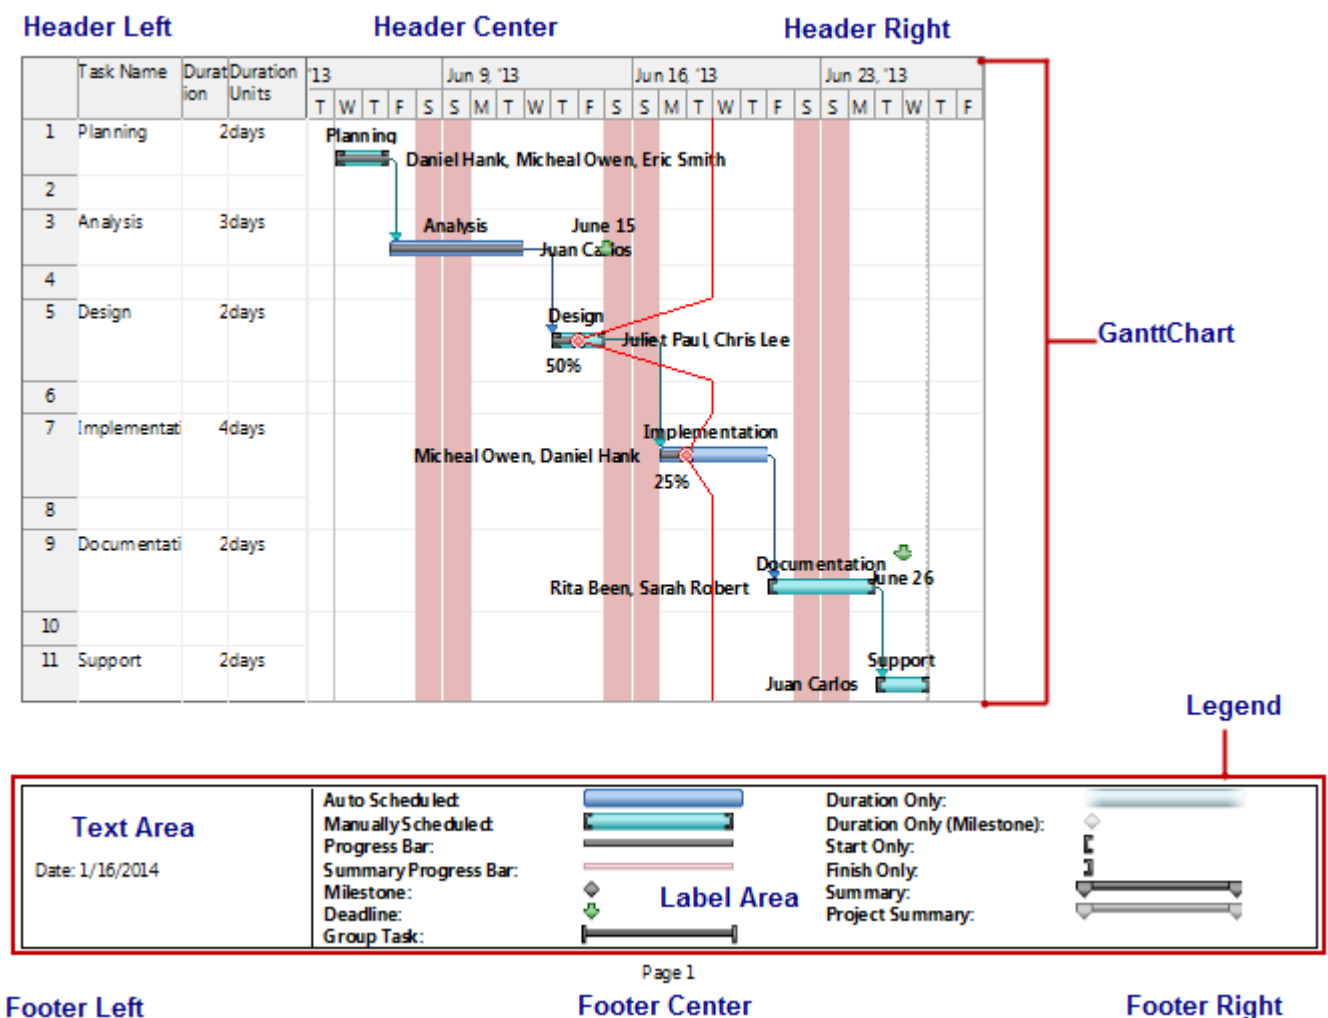 Header Left Header Center Header Right
Task Name Durat Duration '13 Jun 9, '13 Jun 16, '13 Jun 23, '13
ion Units
T W T F S S M T W T F S S M T W T F S S M T W T F
1 Planning 2days Planning
Daniel Hank, Micheal Owen, Eric Smith
2
3 Analysis 3days Analysis June 15
Juan Carlos
4
5 Design 2days Design
GanttChart
Juliet Paul, Chris Lee
50%
6
7 Implementati 4days Implementation
Micheal Owen, Daniel Hank
25%
8
9 Documentati 2days
Documentation
June 26
Rita Been, Sarah Robert
10
11 Support 2days Support
Juan Carlos
Legend
Text Area
Date: 1/16/2014
Auto Scheduled:
Manually Scheduled:
Progress Bar:
Summary Progress Bar:
Milestone:
Deadline:
Group Task:
Label Area
Duration Only:
Duration Only (Milestone):
Start Only:
Finish Only:
Summary:
Project Summary:
Page 1
Footer Left Footer Center Footer Right